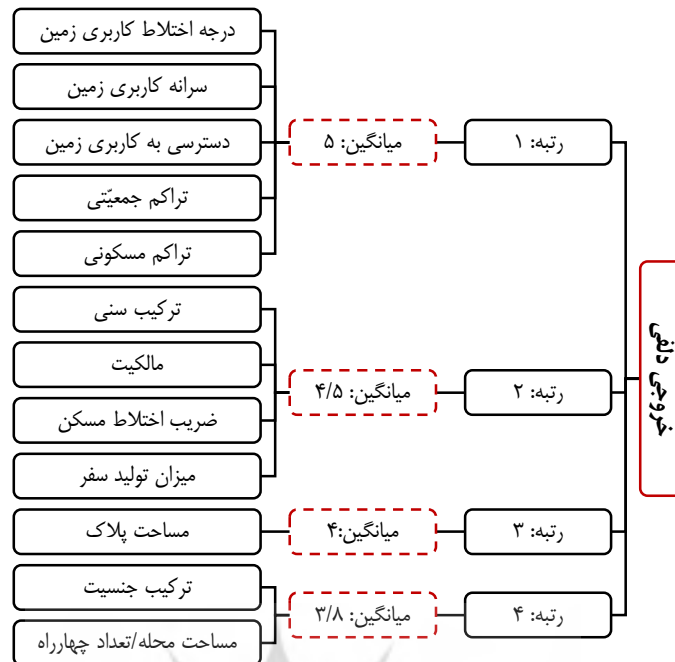 خروجی دلفی
رتبه: ۱
میانگین: ۵
درجه اختلاط کاربری زمین
سرانه کاربری زمین
دسترسی به کاربری زمین
تراکم جمعیّتی
تراکم مسکونی
رتبه: ۲
میانگین: ۴/۵
ترکیب سنی
مالکیت
ضریب اختلاط مسکن
میزان تولید سفر
رتبه: ۳
میانگین:۴
مساحت پلاک
رتبه: ۴
میانگین: ۳/۸
ترکیب جنسیت
مساحت محله/تعداد چهارراه